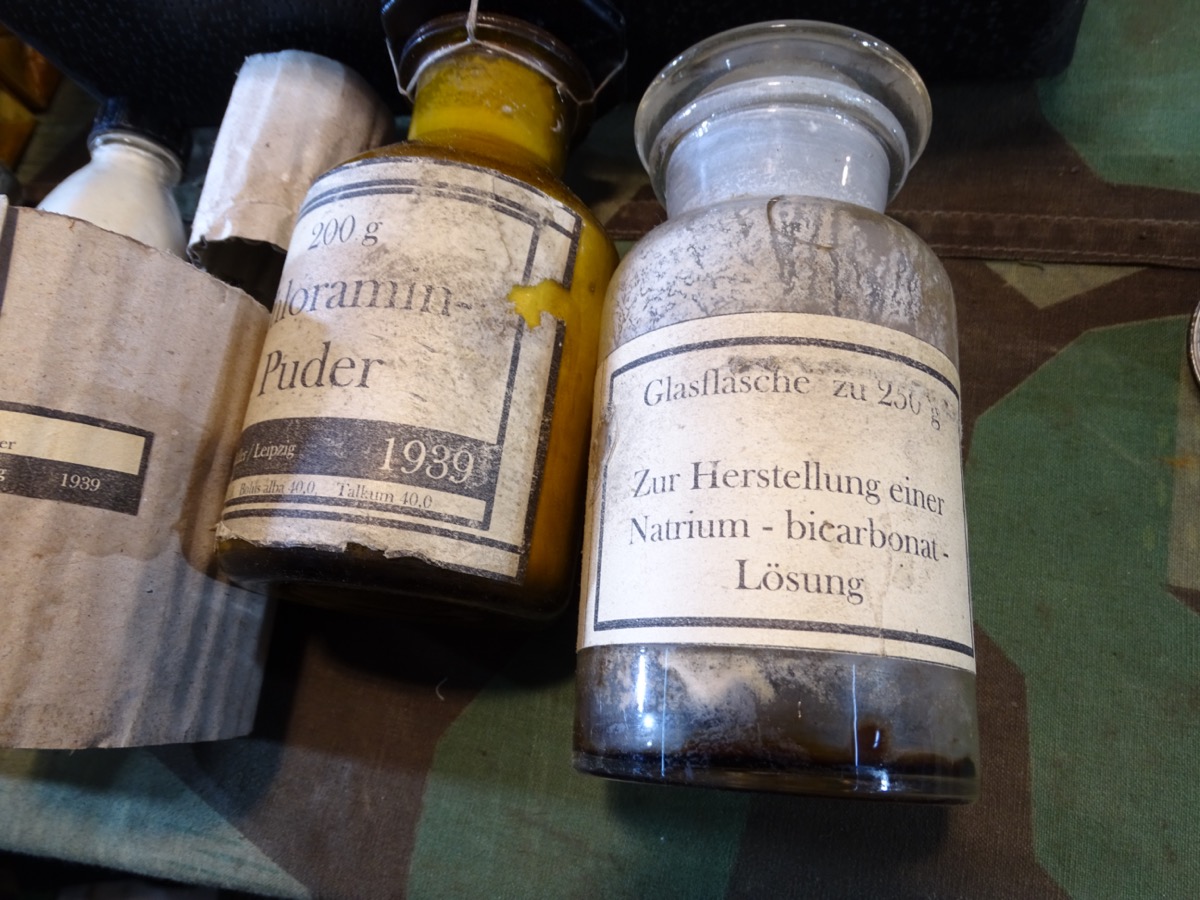 er
g 1939
200 g
loramin-
Puder
/ Leipzig 1939
Bolus alba 40,0 Talkum 40,0
Glasflasche zu 250 g
Zur Herstellung einer
Natrium - bicarbonat -
Lösung